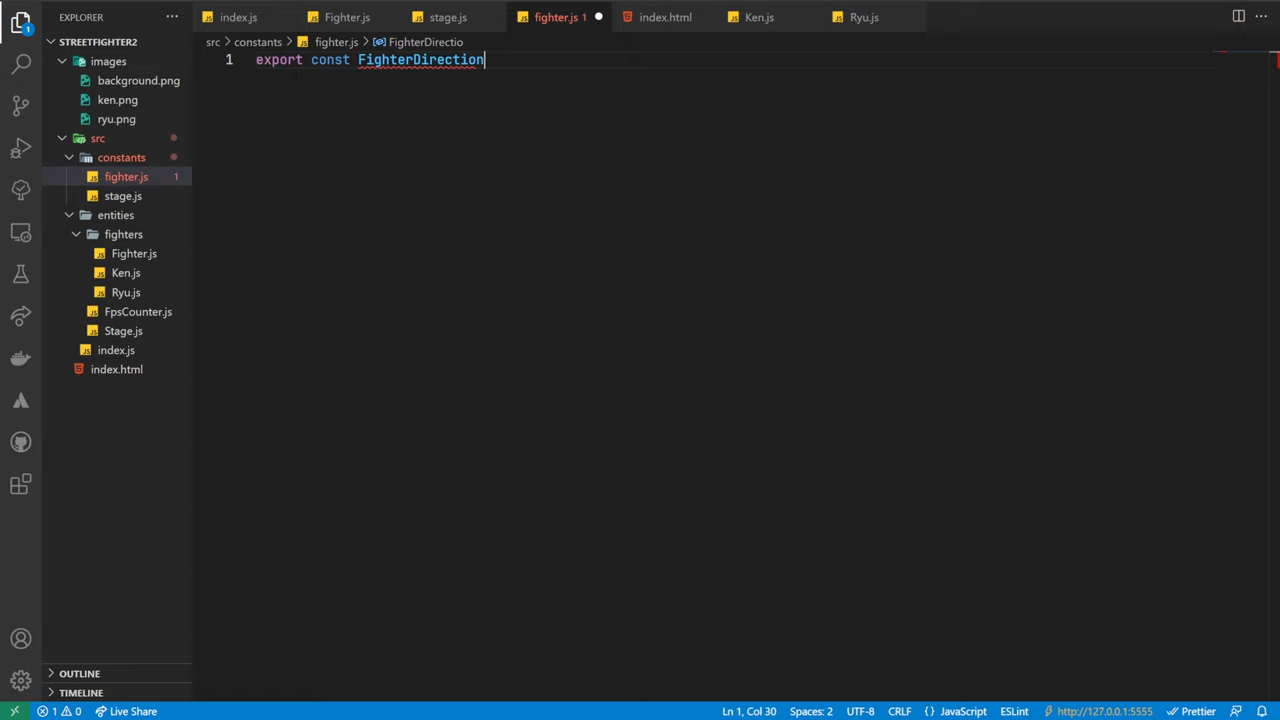 EXPLORER
STREETFIGHTER2
images
background.png
ken.png
ryu.png
src
constants
fighter.js 1
stage.js
entities
fighters
Fighter.js
Ken.js
Ryu.js
FpsCounter.js
Stage.js
index.js
index.html
OUTLINE
TIMELINE
index.js Fighter.js stage.js fighter.js 1 index.html Ken.js Ryu.js
src > constants > fighter.js > FighterDirectio
1 export const FighterDirection
1
1 0 Live Share Ln 1, Col 30 Spaces: 2 UTF-8 CRLF {} JavaScript ESLint http://127.0.0.1:5555 Prettier